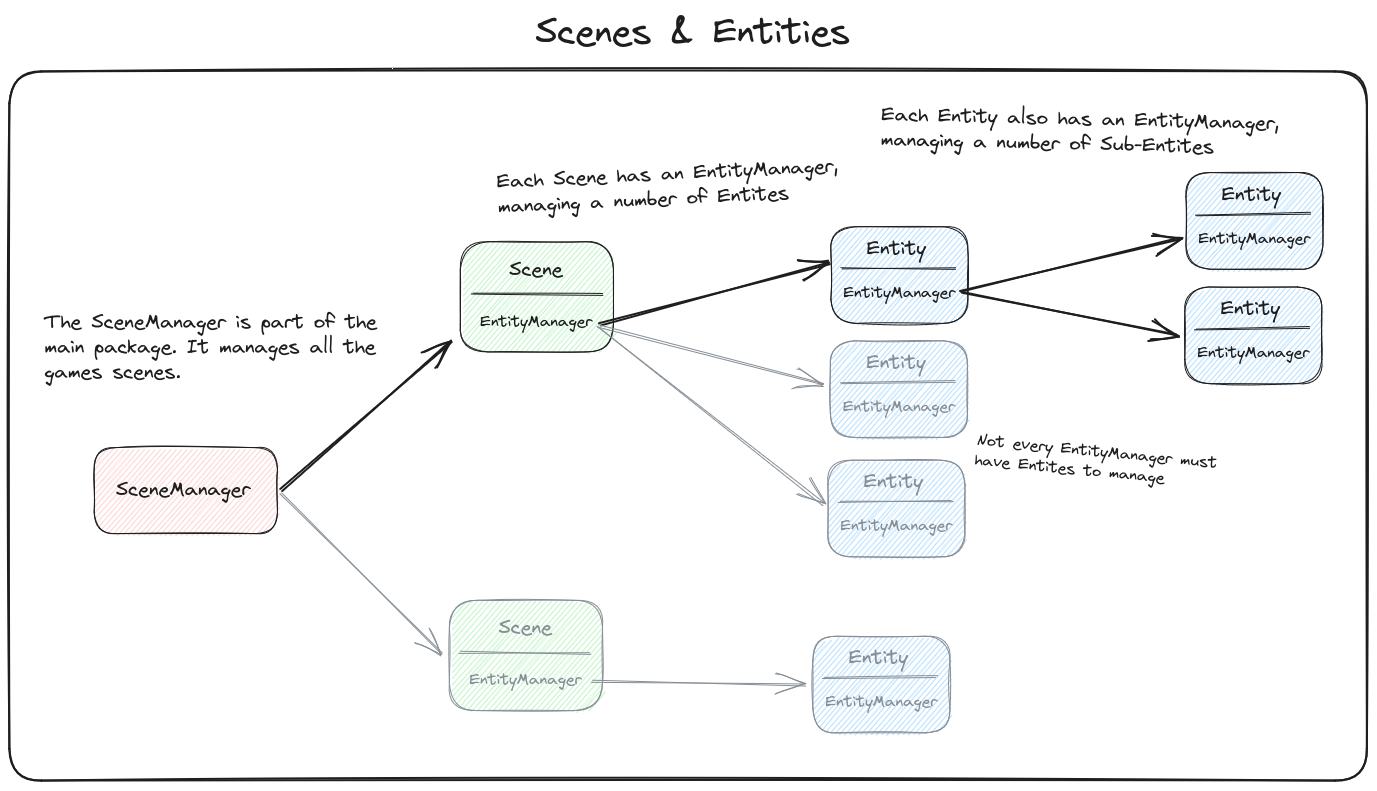 Scenes & Entities
Each Entity also has an EntityManager,
managing a number of Sub-Entites
Each Scene has an EntityManager,
managing a number of Entites
The SceneManager is part of the
main package. It manages all the
games scenes.
SceneManager
Scene
EntityManager
Entity
EntityManager
Entity
EntityManager
Entity
EntityManager
Entity
EntityManager
Entity
EntityManager
Not every EntityManager must
have Entites to manage
Scene
EntityManager
Entity
EntityManager